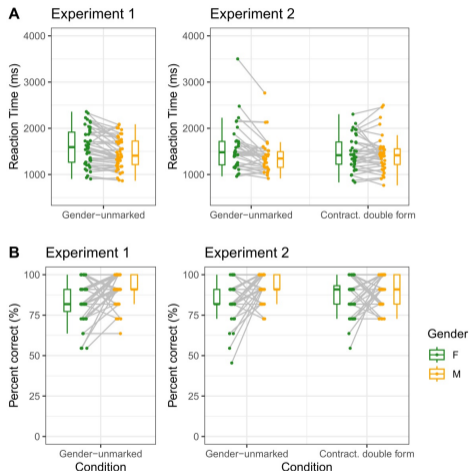 A
Experiment 1
Experiment 2
Reaction Time (ms)
4000
3000
2000
1000
Gender-unmarked
Reaction Time (ms)
4000
3000
2000
1000
Gender-unmarked
Contract. double form
B
Experiment 1
Experiment 2
Percent correct (%)
100
75
50
25
0
Gender-unmarked
Condition
Percent correct (%)
100
75
50
25
0
Gender-unmarked
Contract. double form
Condition
Gender
F
M